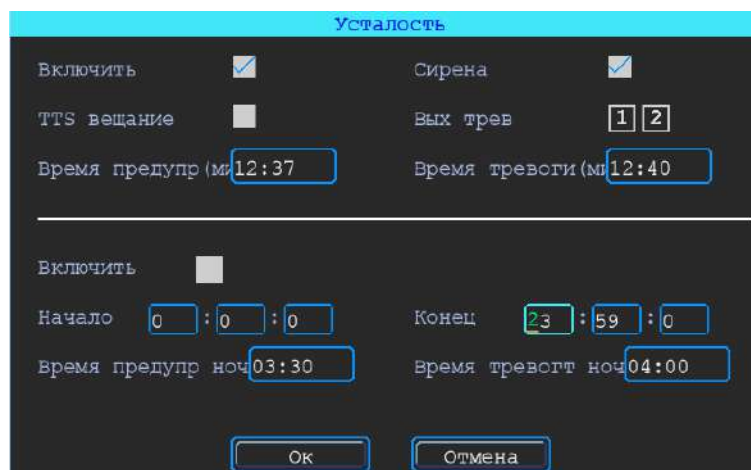 Усталость
Включить Сирена
TTS вещание Вых трев 1 2
Время предупр(ми 12:37 Время тревоги(ми 12:40
Включить
Начало 0 : 0 : 0 Конец 23 : 59 : 0
Время предупр ноч 03:30 Время тревогт ноч 04:00
Ок Отмена